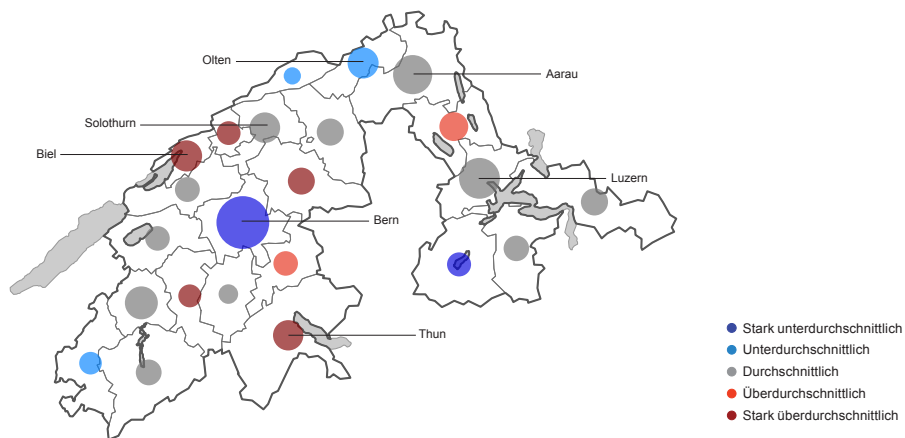 Olten
Aarau
Solothurn
Biel
Luzern
Bern
Thun
Stark unterdurchschnittlich
Unterdurchschnittlich
Durchschnittlich
Überdurchschnittlich
Stark überdurchschnittlich